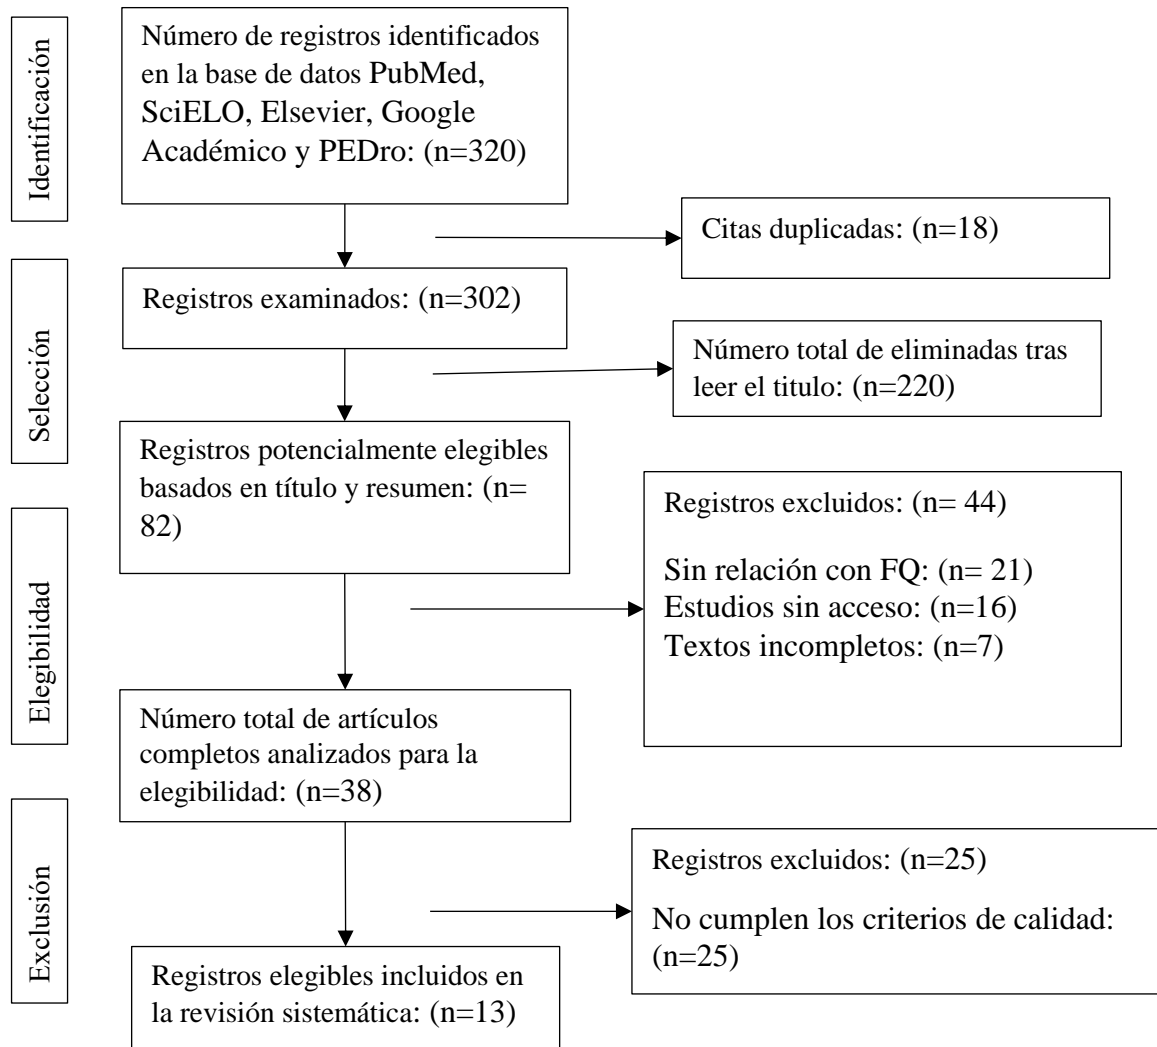 Identificación
Número de registros identificados
en la base de datos PubMed,
SciELO, Elsevier, Google
Académico y PEDro: (n=320)
Citas duplicadas: (n=18)
Selección
Registros examinados: (n=302)
Número total de eliminadas tras
leer el titulo: (n=220)
Registros potencialmente elegibles
basados en título y resumen: (n=
82)
Elegibilidad
Registros excluidos: (n= 44)
Sin relación con FQ: (n= 21)
Estudios sin acceso: (n=16)
Textos incompletos: (n=7)
Número total de artículos
completos analizados para la
elegibilidad: (n=38)
Exclusión
Registros excluidos: (n=25)
No cumplen los criterios de calidad:
(n=25)
Registros elegibles incluidos en
la revisión sistemática: (n=13)